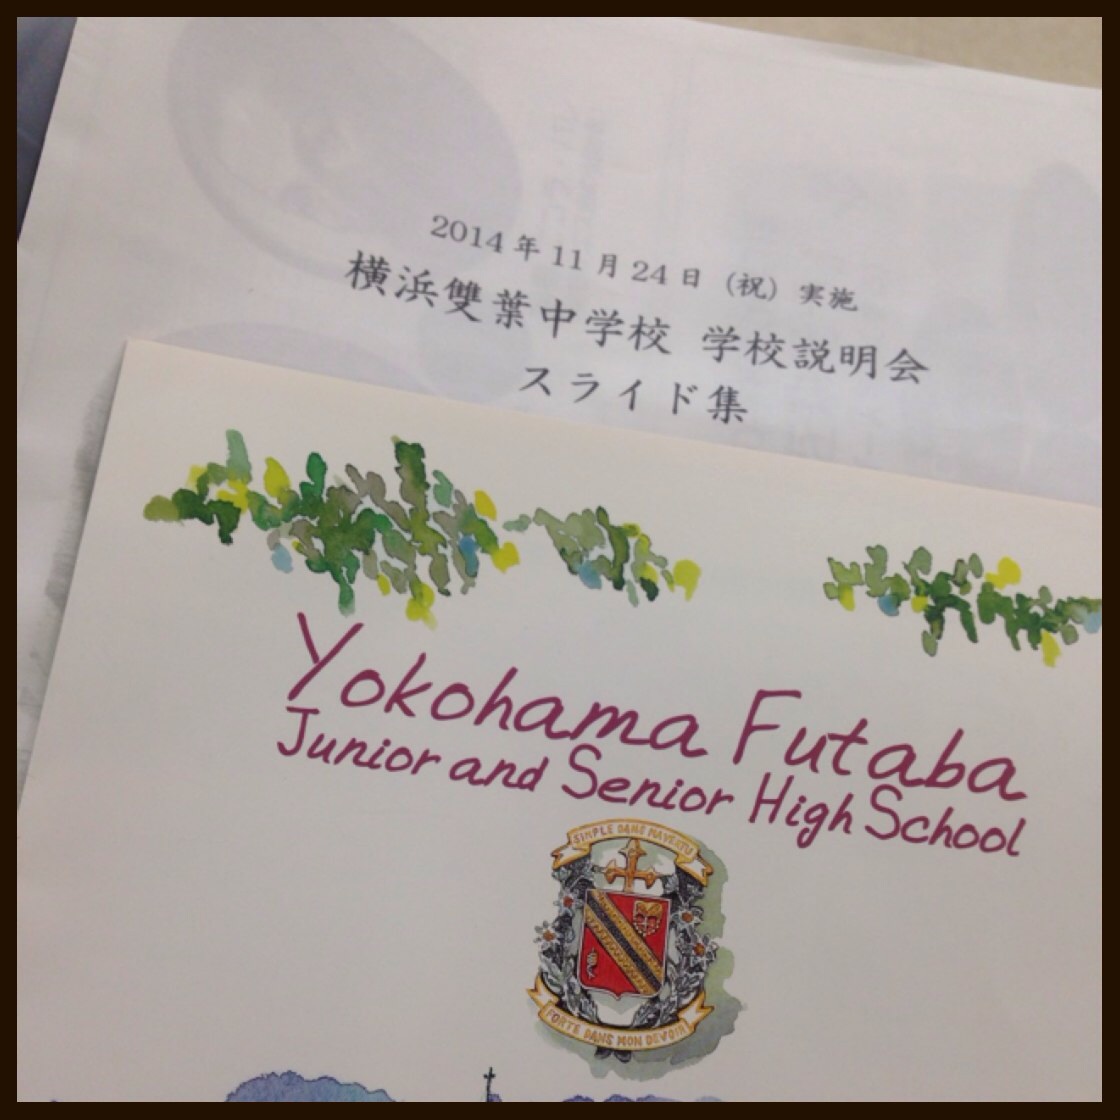 2014年11月24日（祝）実施
横浜雙葉中学校 学校説明会
スライド集
Yokohama Futaba
Junior and Senior High School
SIMPLE DANS MAVERTU
FORTE DANS MON DEVOIR